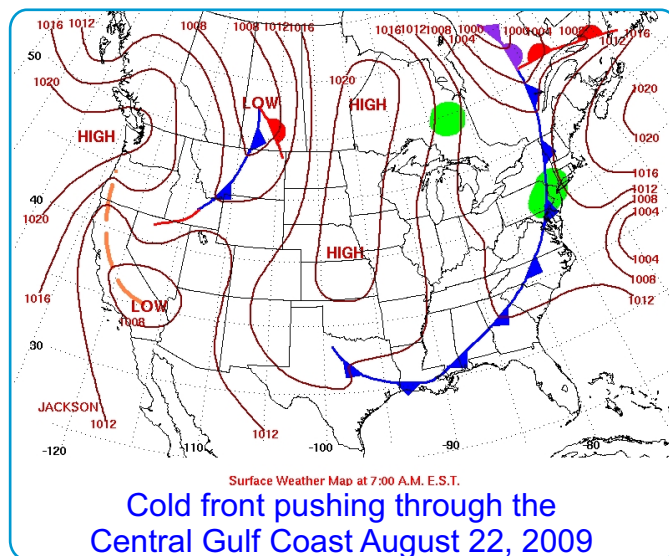 1008 1008 1016 1016 1012 1008 1000 1000 1008 1016
1012 1012 1004 1004 1012
50
1020 LOW 1020 HIGH 1020
HIGH 1020
1016
40 1012
1008
1020 HIGH 1004
LOW 1008
1016 1008 1012
30
JACKSON
1012 1012
-120 -110 -100 -90 -80
Surface Weather Map at 7:00 A.M. E.S.T.
Cold front pushing through the
Central Gulf Coast August 22, 2009